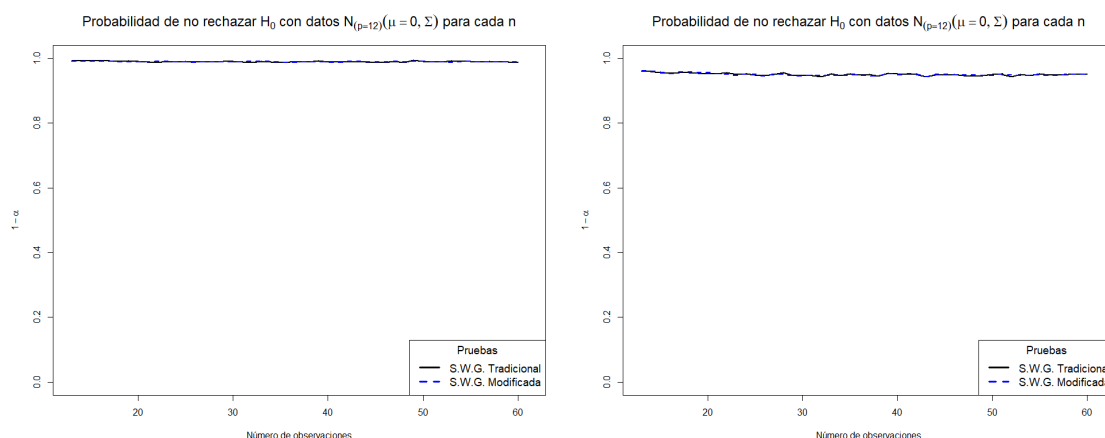 Probabilidad de no rechazar H₀ con datos N₍ₚ₌₁₂₎(μ = 0, Σ) para cada n
1.0
0.8
0.6
0.4
0.2
0.0
1 − α
Pruebas
S.W.G. Tradicional
S.W.G. Modificada
20 30 40 50 60
Número de observaciones
Probabilidad de no rechazar H₀ con datos N₍ₚ₌₁₂₎(μ = 0, Σ) para cada n
1.0
0.8
0.6
0.4
0.2
0.0
1 − α
Pruebas
S.W.G. Tradicional
S.W.G. Modificada
20 30 40 50 60
Número de observaciones